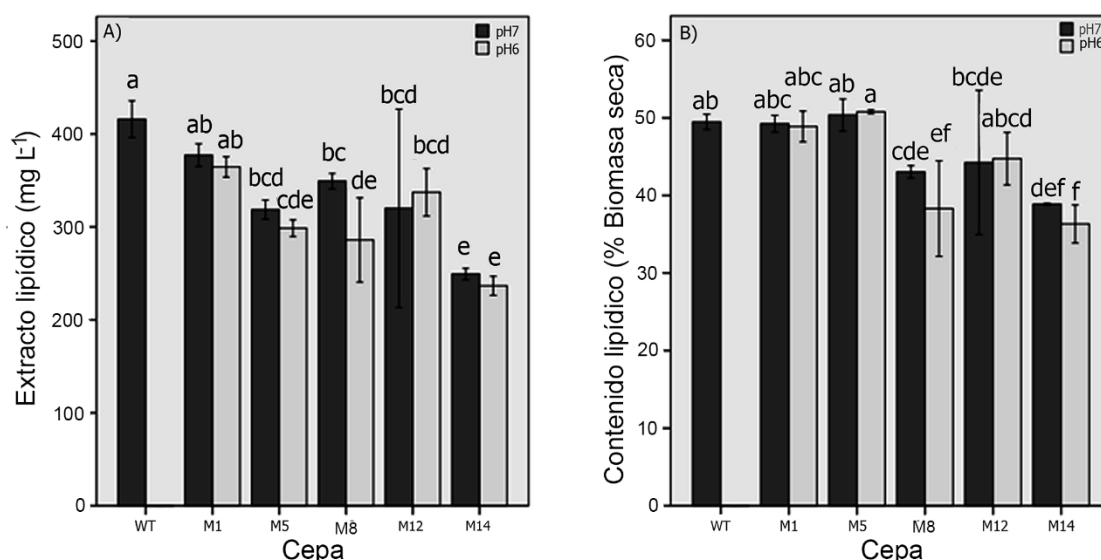 A)
pH7
pH6
Extracto lipídico (mg L-1)
500
400
300
200
100
0
a
ab
ab
bcd
cde
bc
de
bcd
bcd
e
e
WT M1 M5 M8 M12 M14
Cepa
B)
pH7
pH6
Contenido lipídico (% Biomasa seca)
60
50
40
30
20
10
0
ab
abc
abc
ab
a
cde
ef
bcde
abcd
def
f
WT M1 M5 M8 M12 M14
Cepa